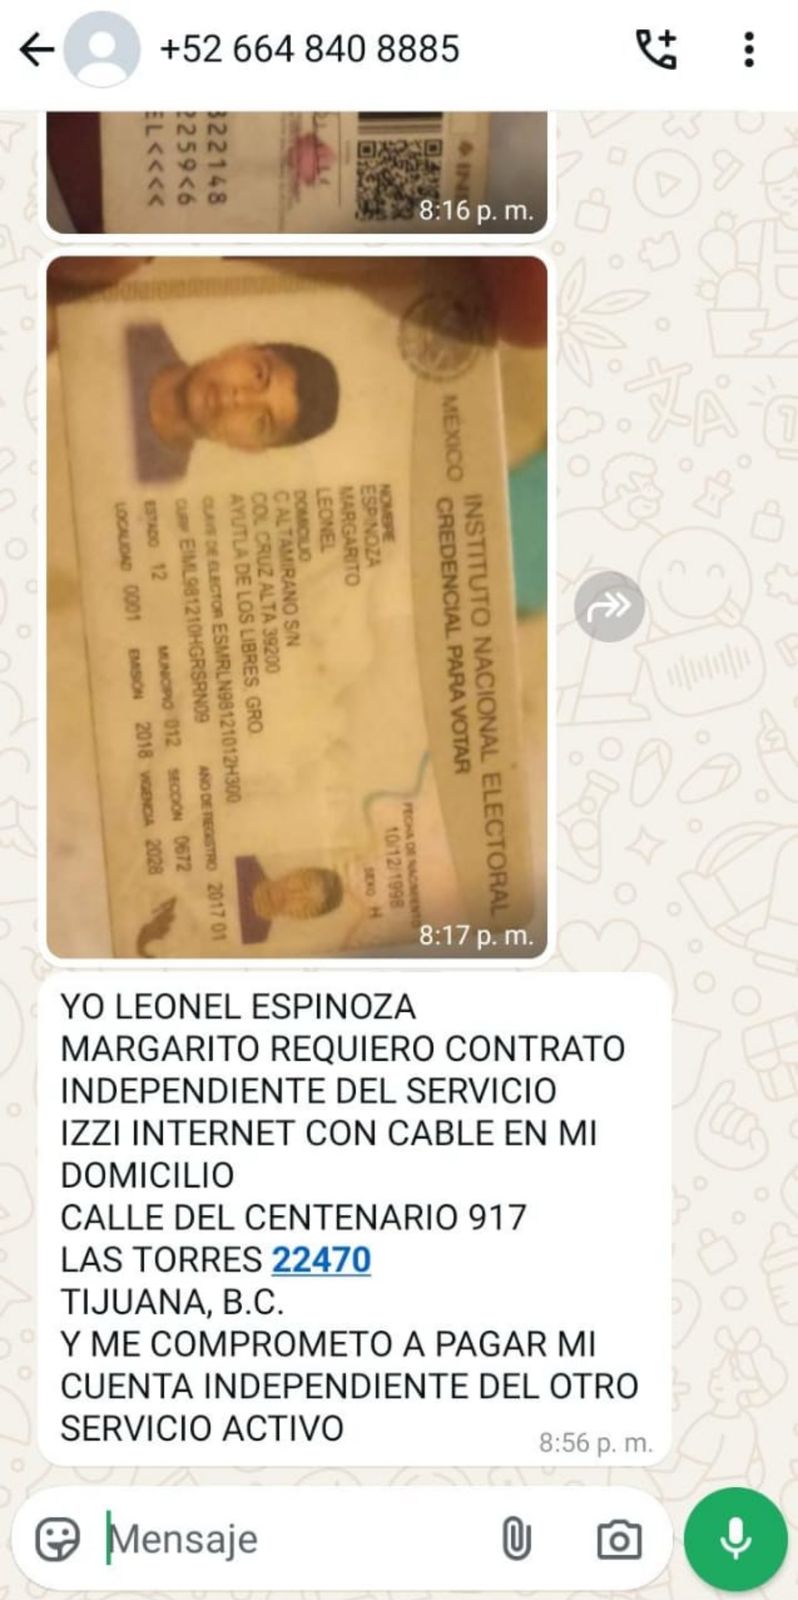 +52 664 840 8885
322148
2259<6
EL<<<<
8:16 p. m.
MÉXICO INSTITUTO NACIONAL ELECTORAL
CREDENCIAL PARA VOTAR
NOMBRE
ESPINOZA
MARGARITO
LEONEL
FECHA DE NACIMIENTO
10/12/1998
SEXO H
DOMICILIO
C ALTAMIRANO S/N
COL CRUZ ALTA 39200
AYUTLA DE LOS LIBRES, GRO
CLAVE DE ELECTOR ESMRLN98121012H300
CURP EIML981210HGRSRN09 AÑO DE REGISTRO 2017 01
ESTADO 12 MUNICIPIO 012 SECCIÓN 0672
LOCALIDAD 0001 EMISIÓN 2018 VIGENCIA 2028
8:17 p. m.
YO LEONEL ESPINOZA
MARGARITO REQUIERO CONTRATO
INDEPENDIENTE DEL SERVICIO
IZZI INTERNET CON CABLE EN MI
DOMICILIO
CALLE DEL CENTENARIO 917
LAS TORRES 22470
TIJUANA, B.C.
Y ME COMPROMETO A PAGAR MI
CUENTA INDEPENDIENTE DEL OTRO
SERVICIO ACTIVO
8:56 p. m.
Mensaje